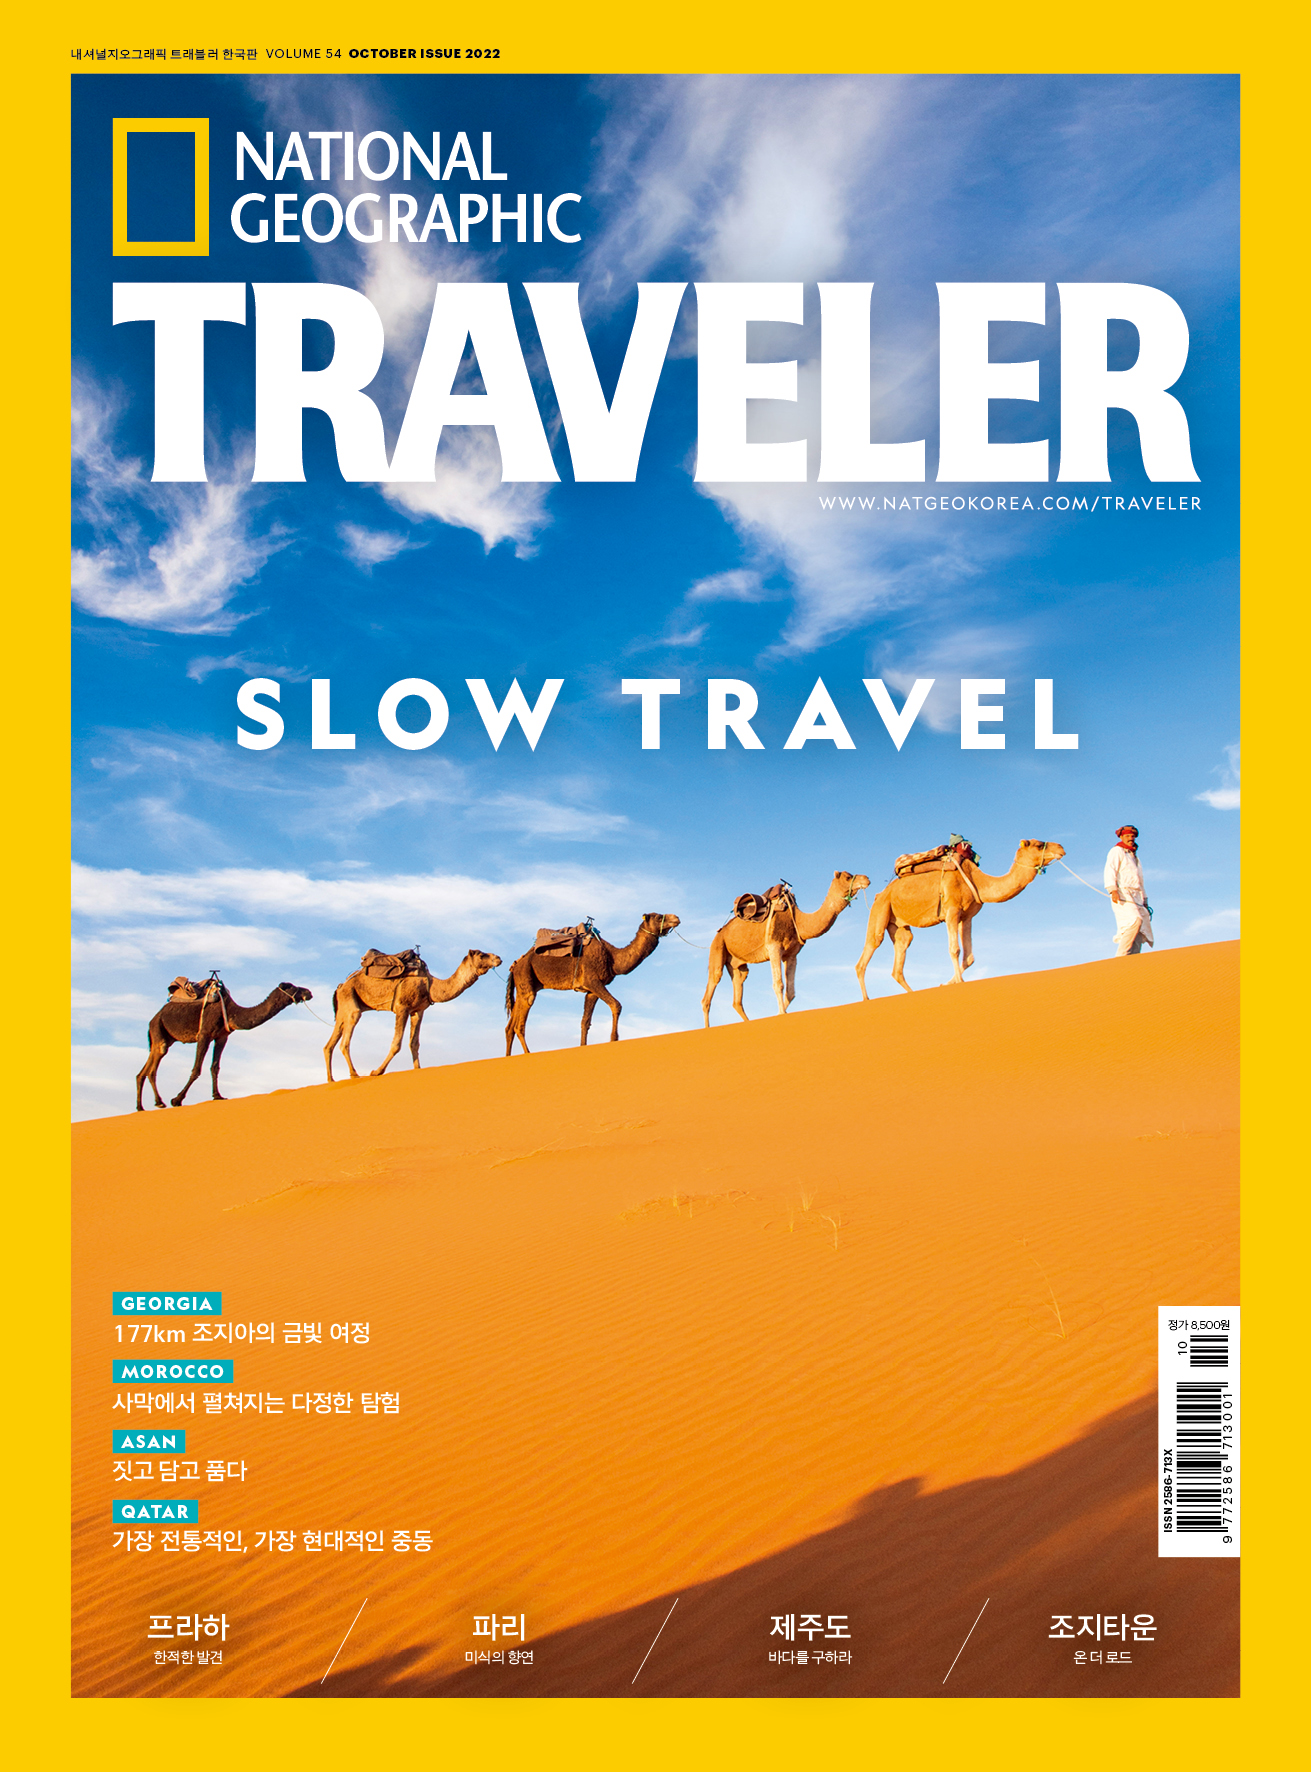 내셔널지오그래픽 트래블러 한국판 VOLUME 54 OCTOBER ISSUE 2022
NATIONAL
GEOGRAPHIC
TRAVELER
WWW.NATGEOKOREA.COM/TRAVELER
SLOW TRAVEL
GEORGIA
177km 조지아의 금빛 여정
MOROCCO
사막에서 펼쳐지는 다정한 탐험
ASAN
짓고 담고 품다
QATAR
가장 전통적인, 가장 현대적인 중동
정가 8,500원
10
ISSN 2586-713X
9 772586 713001
프라하
한적한 발견
파리
미식의 향연
제주도
바다를 구하라
조지타운
온 더 로드